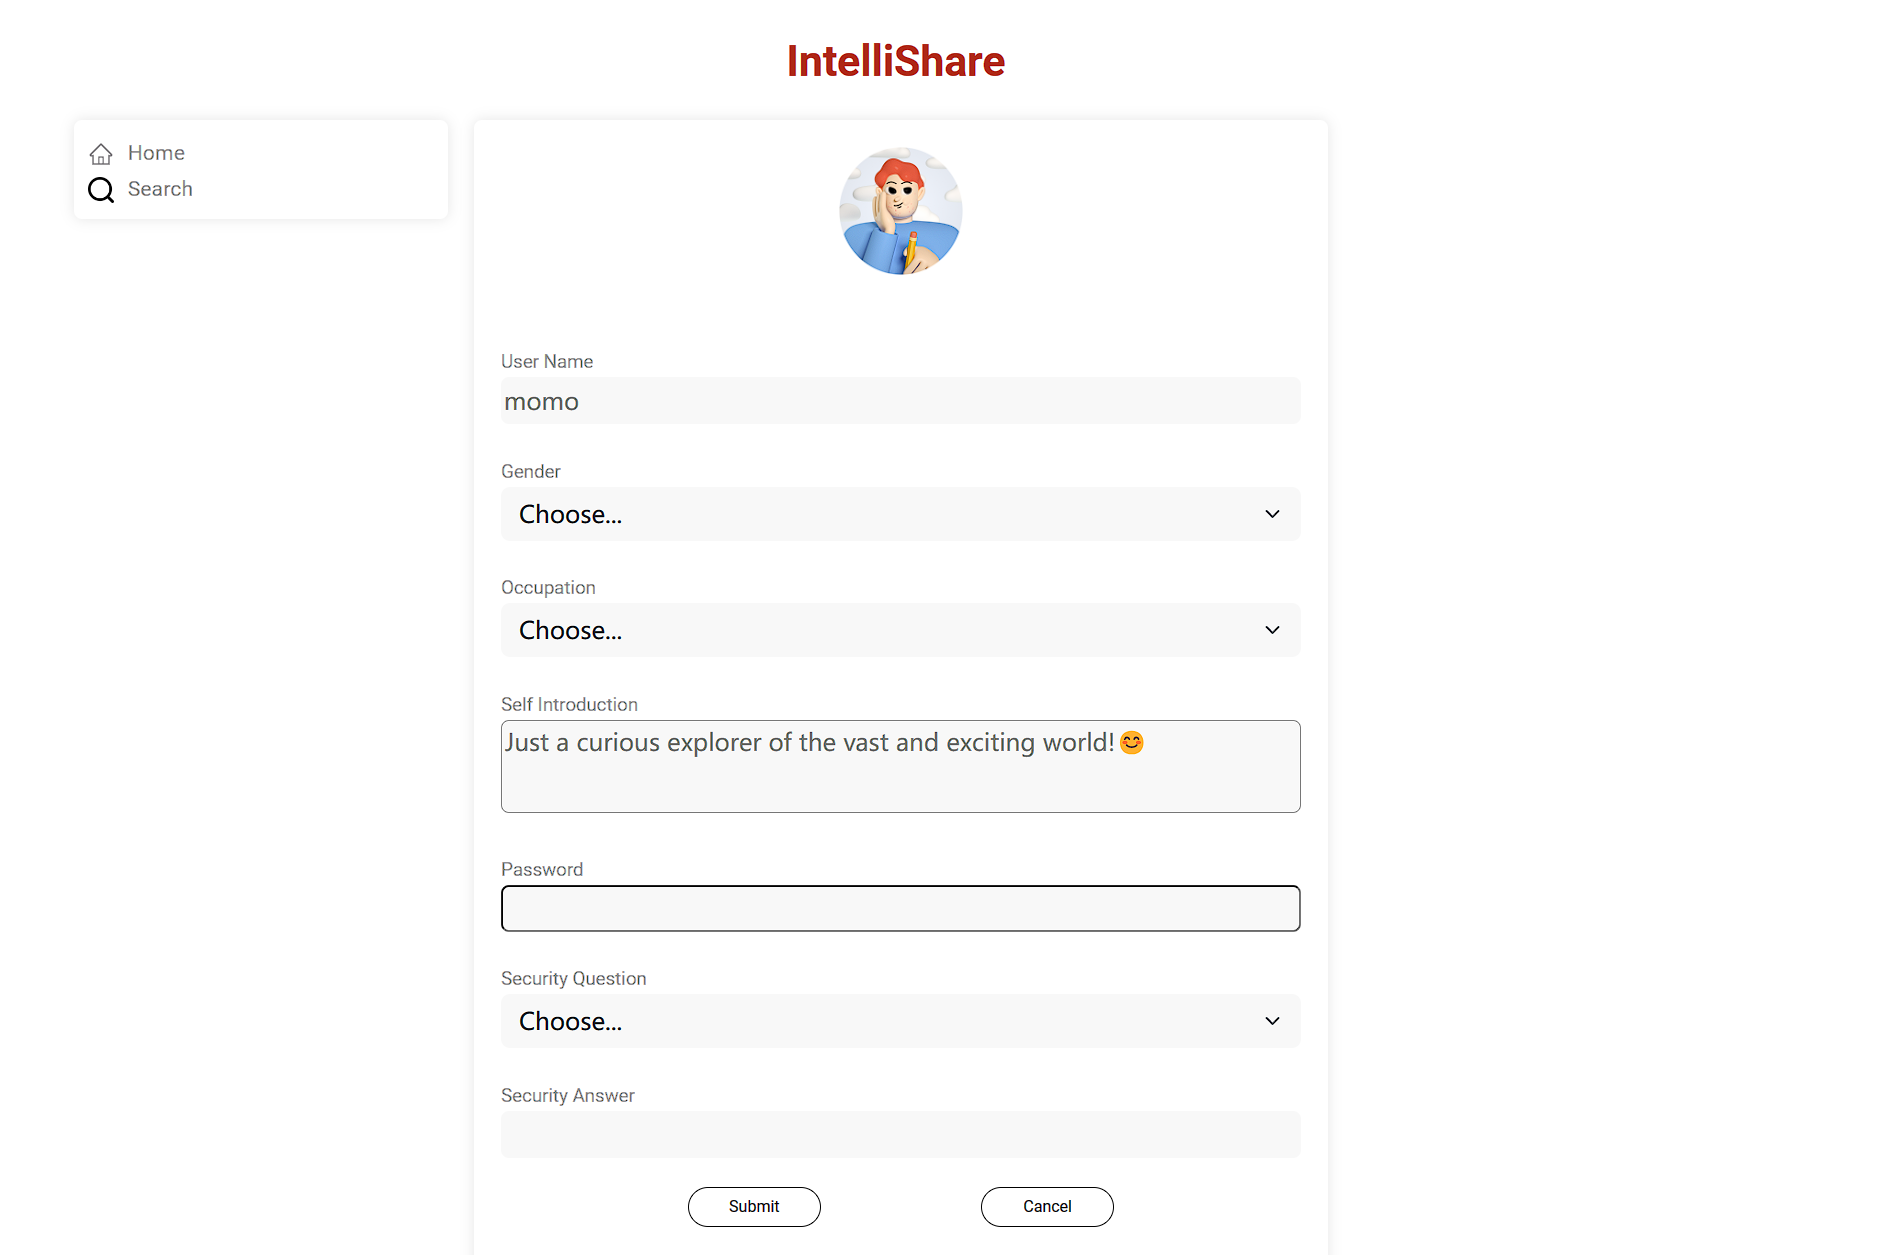 IntelliShare
Home
Search
User Name
momo
Gender
Choose...
Occupation
Choose...
Self Introduction
Just a curious explorer of the vast and exciting world!😊
Password
Security Question
Choose...
Security Answer
Submit
Cancel